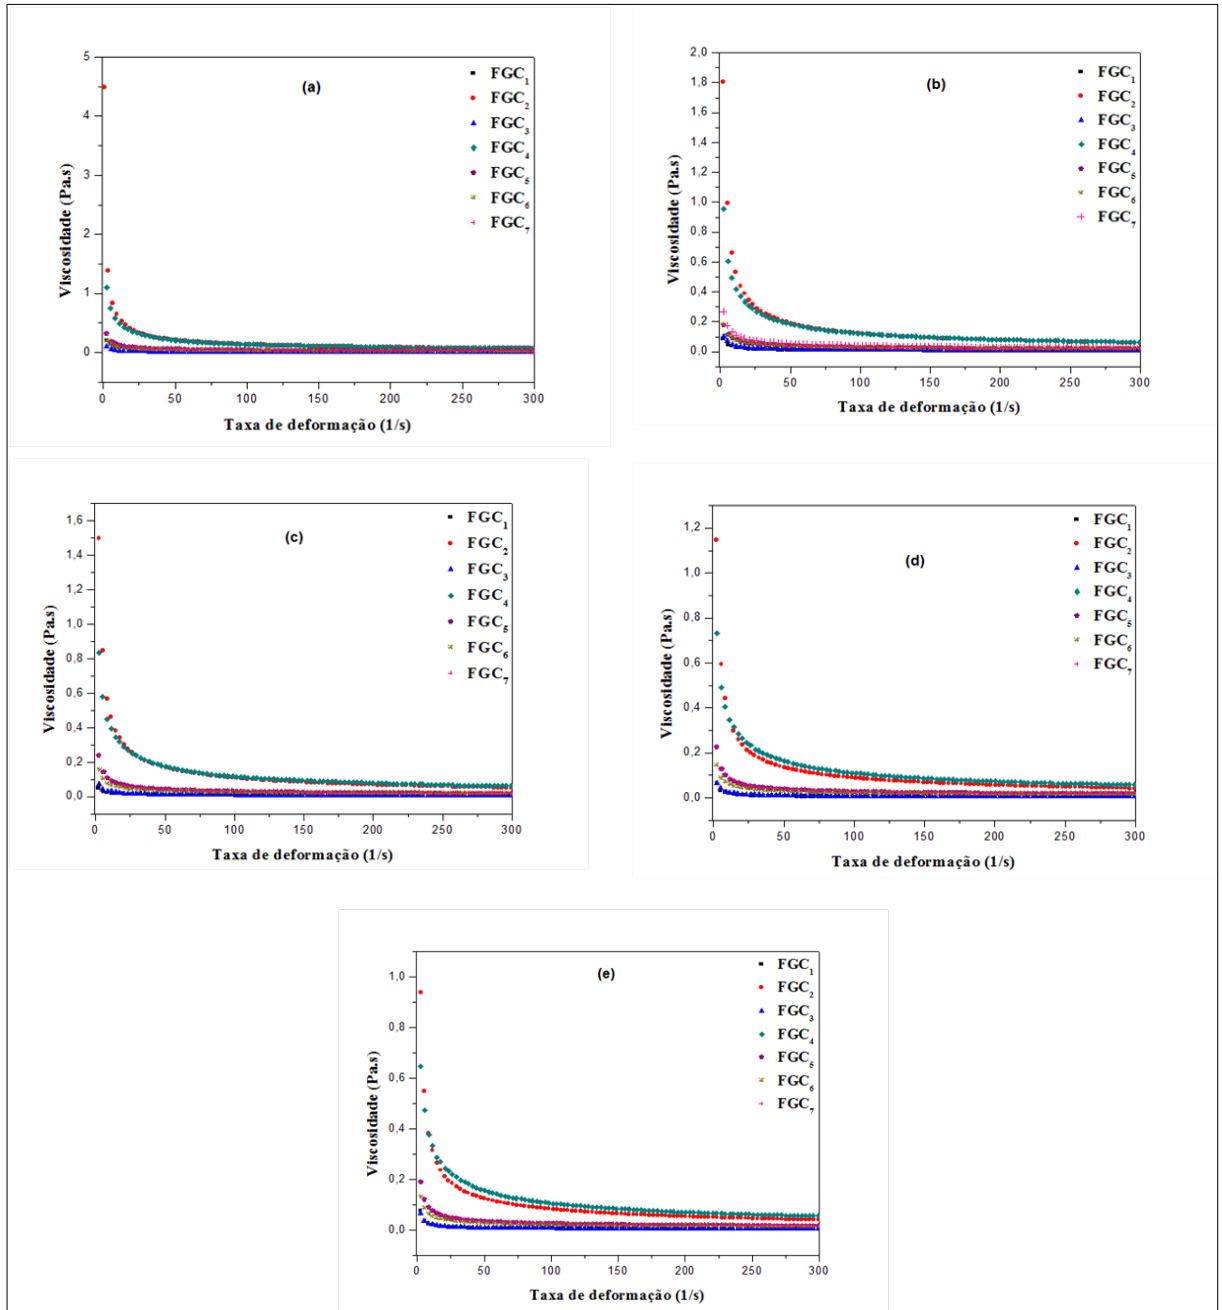 (a)
5
4
3
2
1
0
Viscosidade (Pa.s)
0 50 100 150 200 250 300
Taxa de deformação (1/s)
FGC1
FGC2
FGC3
FGC4
FGC5
FGC6
FGC7
(b)
2,0
1,8
1,6
1,4
1,2
1,0
0,8
0,6
0,4
0,2
0,0
Viscosidade (Pa.s)
0 50 100 150 200 250 300
Taxa de deformação (1/s)
FGC1
FGC2
FGC3
FGC4
FGC5
FGC6
FGC7
(c)
1,6
1,4
1,2
1,0
0,8
0,6
0,4
0,2
0,0
Viscosidade (Pa.s)
0 50 100 150 200 250 300
Taxa de deformação (1/s)
FGC1
FGC2
FGC3
FGC4
FGC5
FGC6
FGC7
(d)
1,2
1,0
0,8
0,6
0,4
0,2
0,0
Viscosidade (Pa.s)
0 50 100 150 200 250 300
Taxa de deformação (1/s)
FGC1
FGC2
FGC3
FGC4
FGC5
FGC6
FGC7
(e)
1,0
0,8
0,6
0,4
0,2
0,0
Viscosidade (Pa.s)
0 50 100 150 200 250 300
Taxa de deformação (1/s)
FGC1
FGC2
FGC3
FGC4
FGC5
FGC6
FGC7